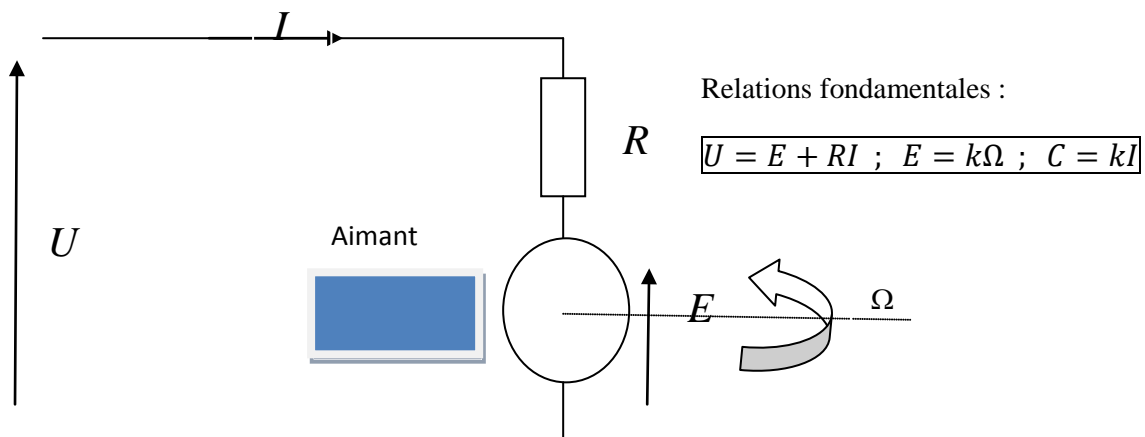 I
Relations fondamentales :
R
U = E + RI ; E = kΩ ; C = kI
U
Aimant
E
Ω